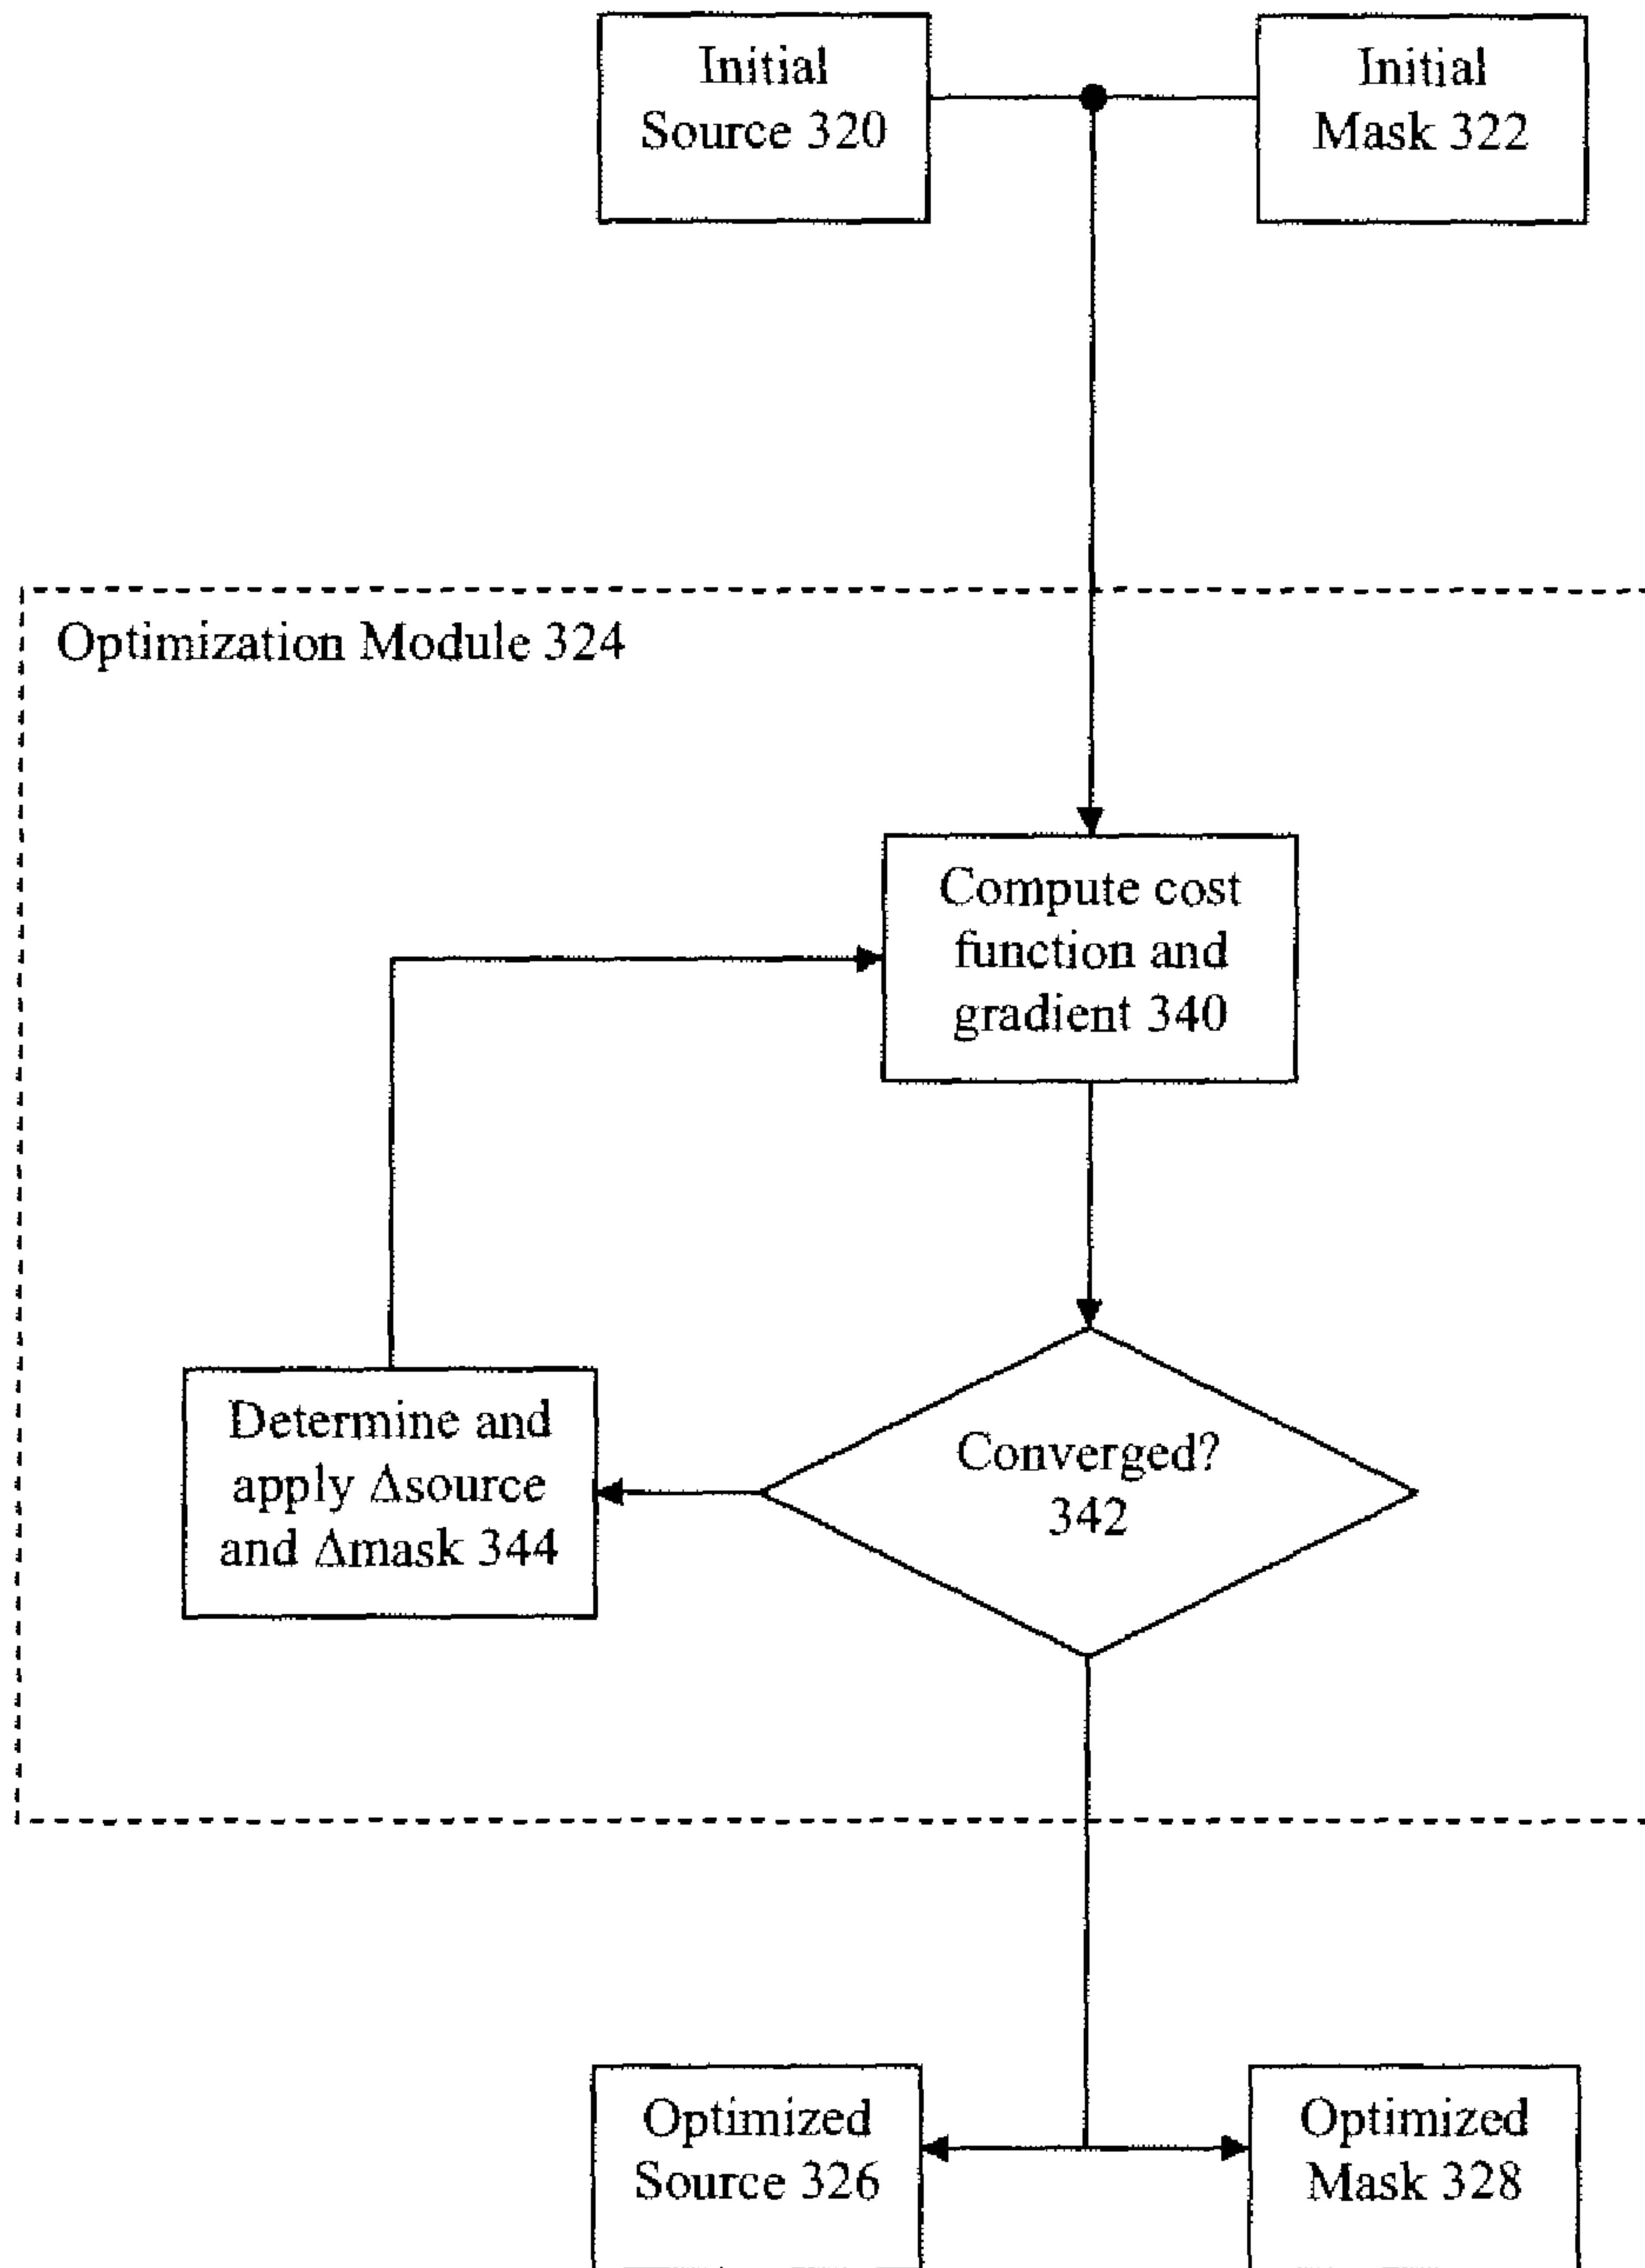 Initial
Source 320
Initial
Mask 322
Optimization Module 324
Compute cost
function and
gradient 340
Determine and
apply Δsource
and Δmask 344
Converged?
342
Optimized
Source 326
Optimized
Mask 328